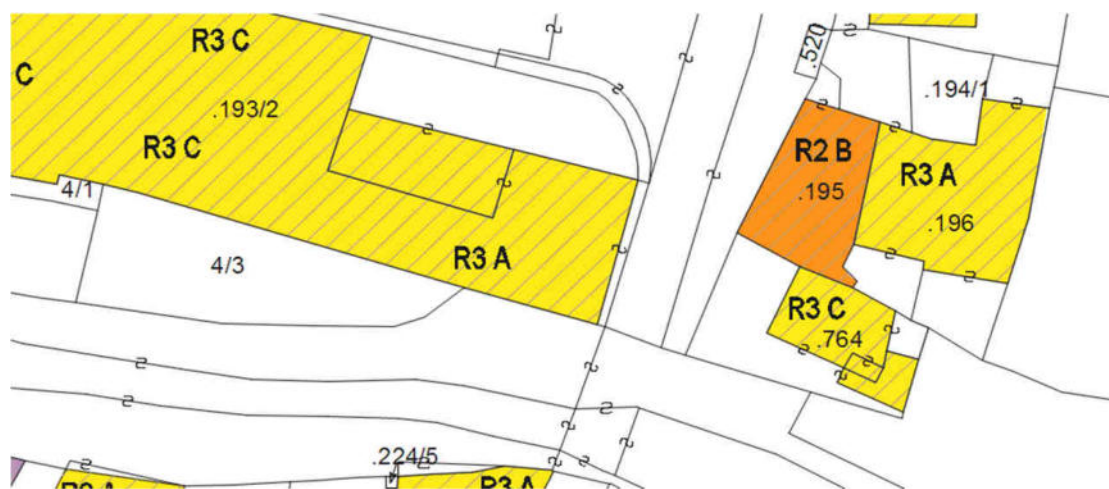 R3 C
C
.193/2
R3 C
4/1
4/3
R3 A
.520
.194/1
R2 B
.195
R3 A
.196
R3 C
.764
.224/5
R3 A